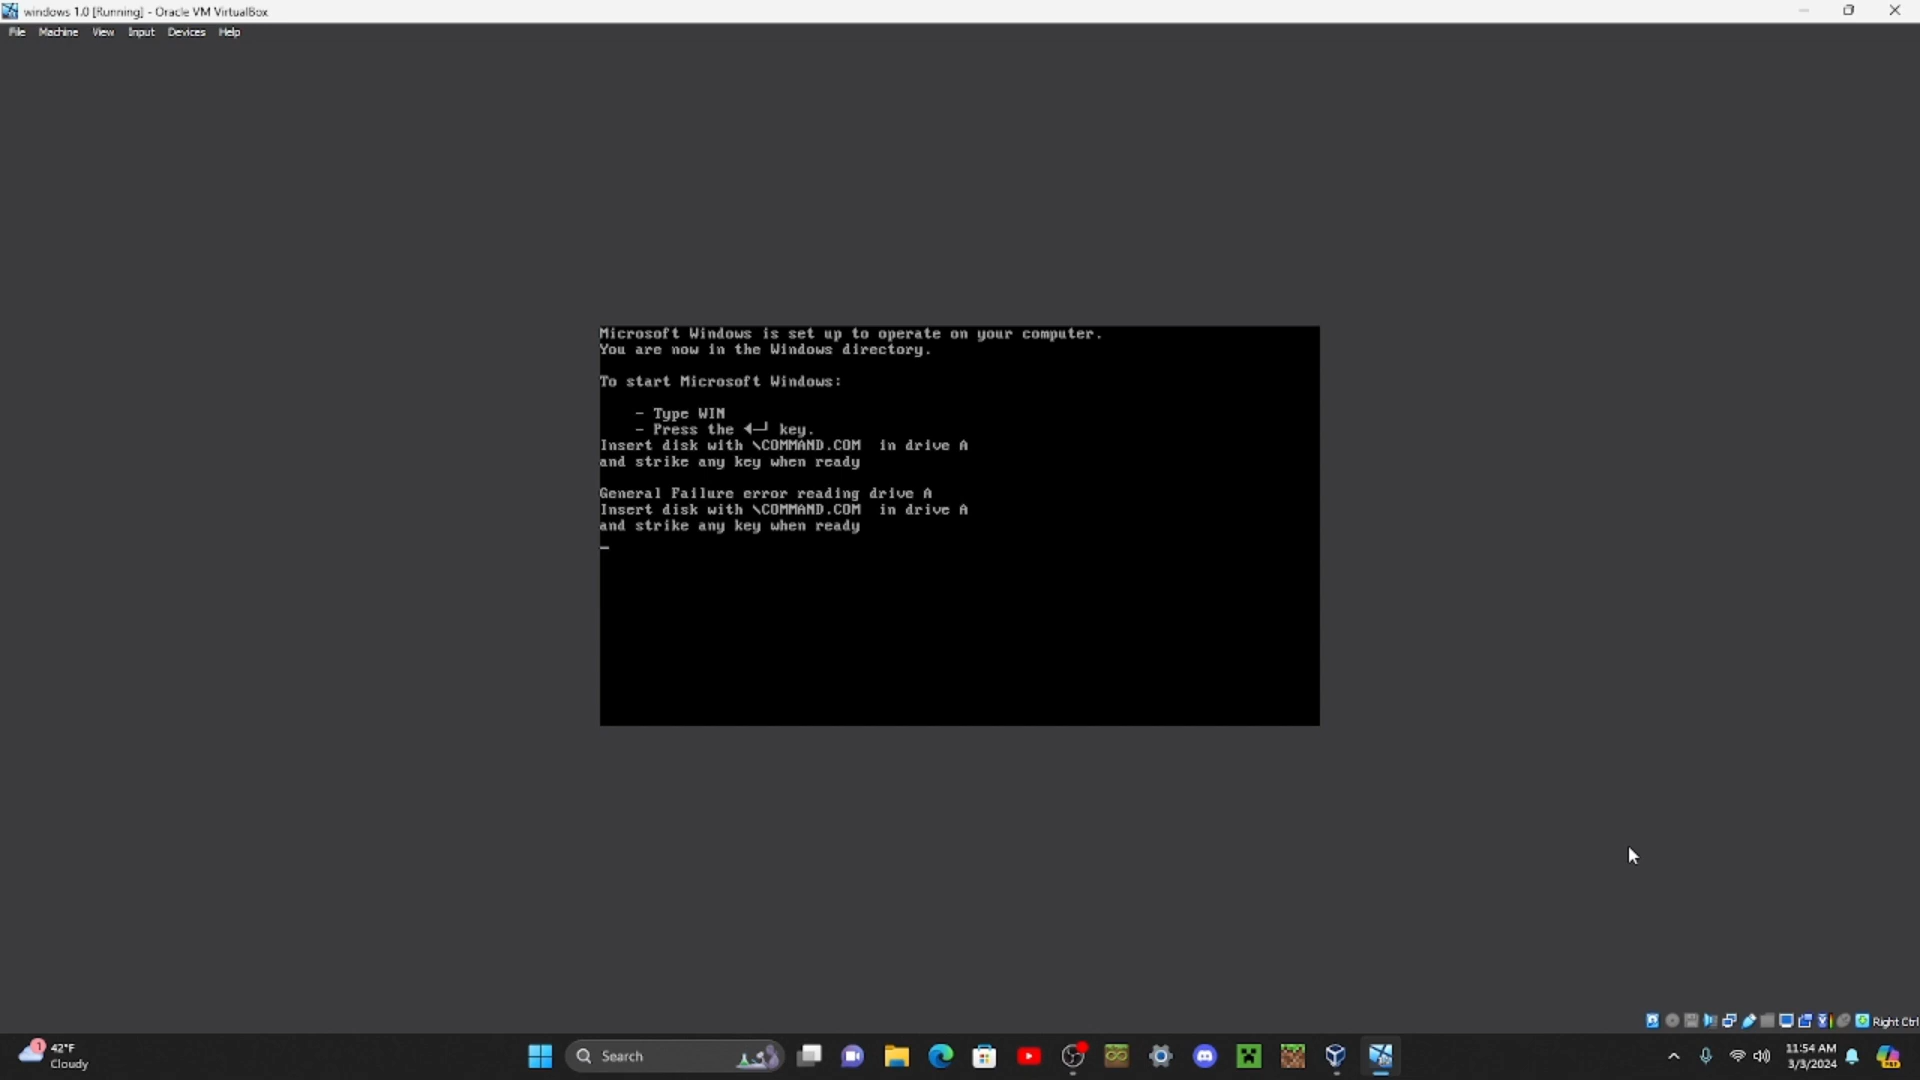 windows 1.0 [Running] - Oracle VM VirtualBox
File Machine View Input Devices Help
Microsoft Windows is set up to operate on your computer.
You are now in the Windows directory.
To start Microsoft Windows:
- Type WIN
- Press the ◄─┘ key.
Insert disk with \COMMAND.COM in drive A
and strike any key when ready
General Failure error reading drive A
Insert disk with \COMMAND.COM in drive A
and strike any key when ready
_
Right Ctrl
1
42°F
Cloudy
Search
11:54 AM
3/3/2024